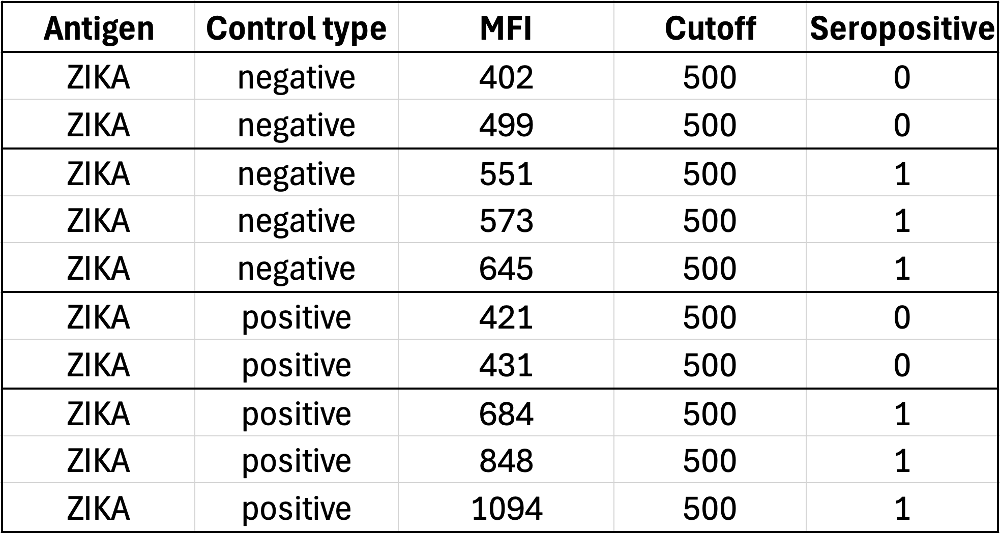 Antigen Control type MFI Cutoff Seropositive
ZIKA negative 402 500 0
ZIKA negative 499 500 0
ZIKA negative 551 500 1
ZIKA negative 573 500 1
ZIKA negative 645 500 1
ZIKA positive 421 500 0
ZIKA positive 431 500 0
ZIKA positive 684 500 1
ZIKA positive 848 500 1
ZIKA positive 1094 500 1